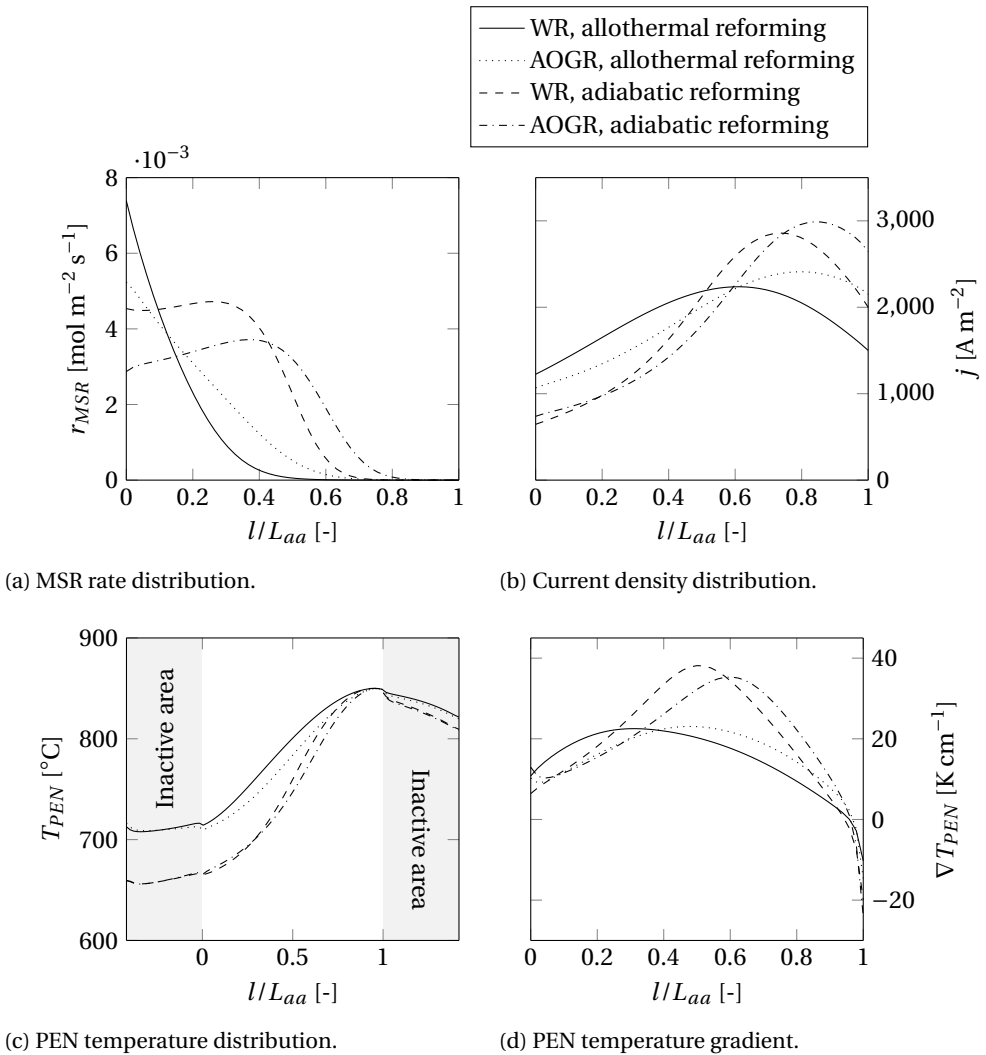 WR, allothermal reforming
AOGR, allothermal reforming
WR, adiabatic reforming
AOGR, adiabatic reforming
·10⁻³
8
6
4
2
0
r_MSR [mol m⁻² s⁻¹]
0 0.2 0.4 0.6 0.8 1
l/L_aa [-]
3,000
2,000
1,000
0
j [A m⁻²]
0 0.2 0.4 0.6 0.8 1
l/L_aa [-]
(a) MSR rate distribution.
(b) Current density distribution.
900
800
700
600
T_PEN [°C]
Inactive area
Inactive area
0 0.5 1
l/L_aa [-]
40
20
0
−20
∇T_PEN [K cm⁻¹]
0 0.2 0.4 0.6 0.8 1
l/L_aa [-]
(c) PEN temperature distribution.
(d) PEN temperature gradient.